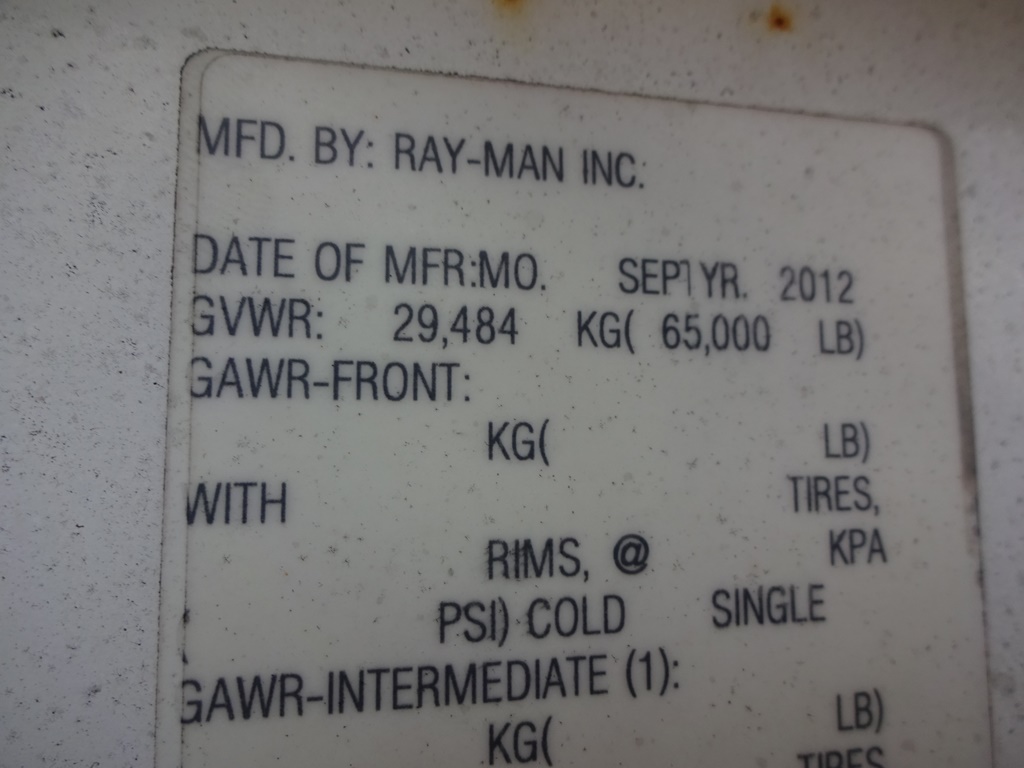 MFD. BY: RAY-MAN INC.
DATE OF MFR:MO. SEPT YR. 2012
GVWR: 29,484 KG( 65,000 LB)
GAWR-FRONT:
KG( LB)
WITH TIRES,
RIMS, @ KPA
PSI) COLD SINGLE
GAWR-INTERMEDIATE (1):
KG( LB)
TIRES